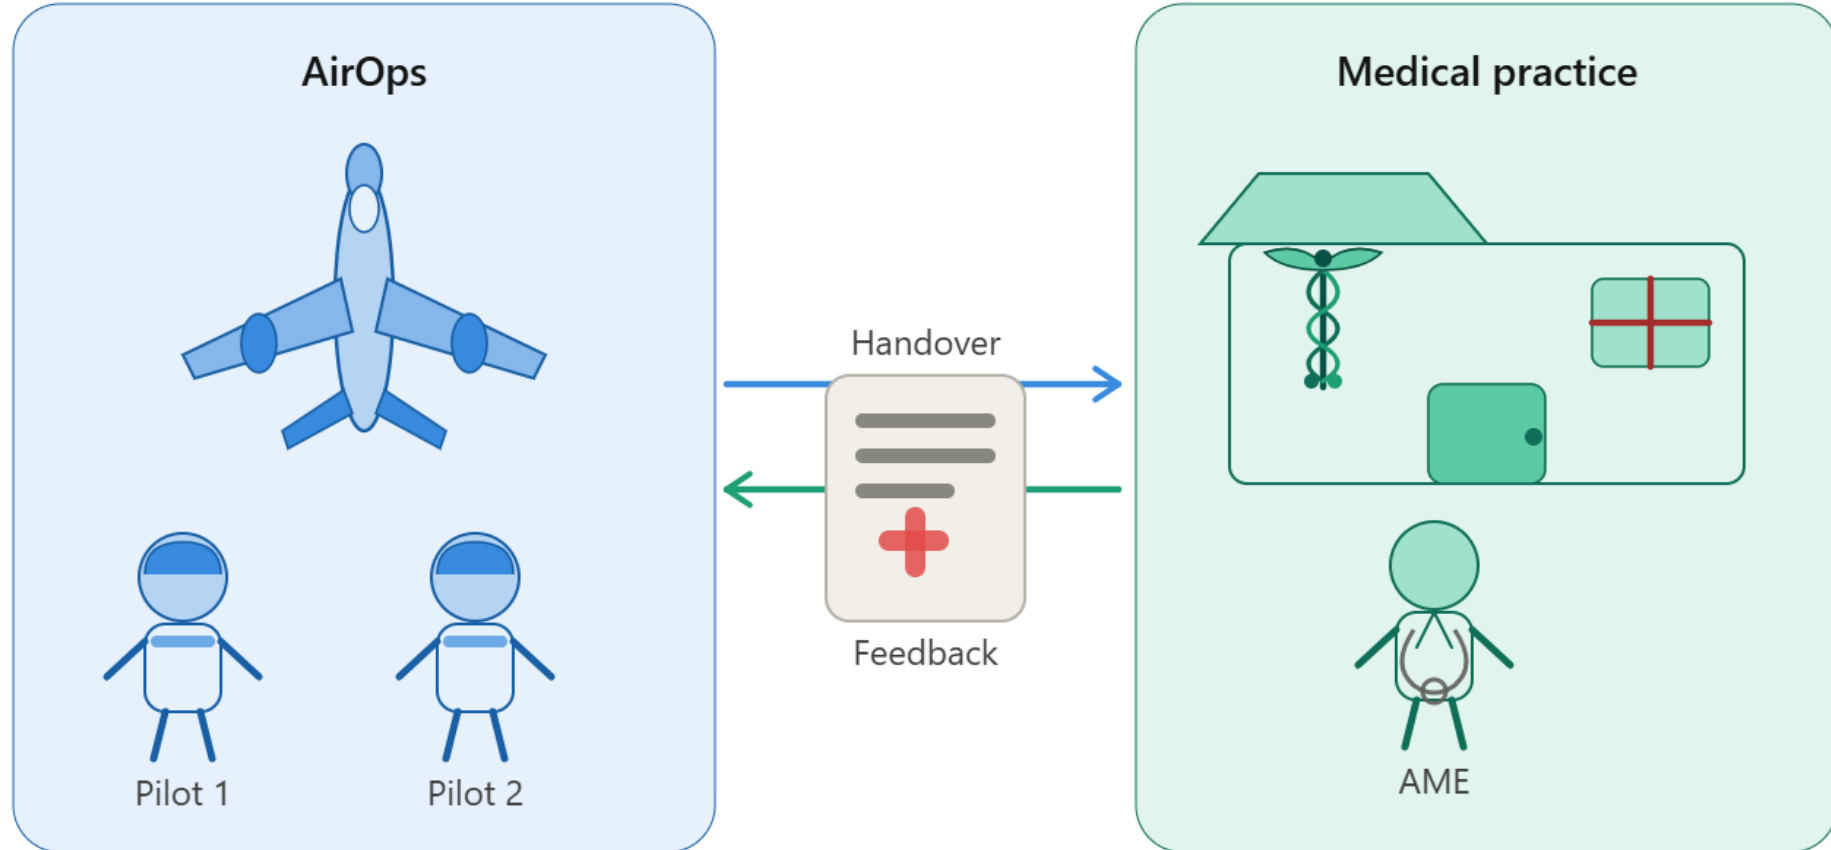 AirOps
Medical practice
Handover
Feedback
Pilot 1
Pilot 2
AME